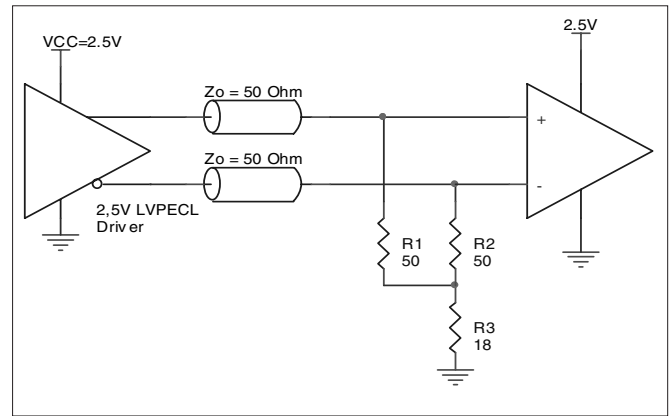 VCC=2.5V
2.5V
Zo = 50 Ohm
+
Zo = 50 Ohm
-
2,5V LVPECL
Driver
R1
50
R2
50
R3
18